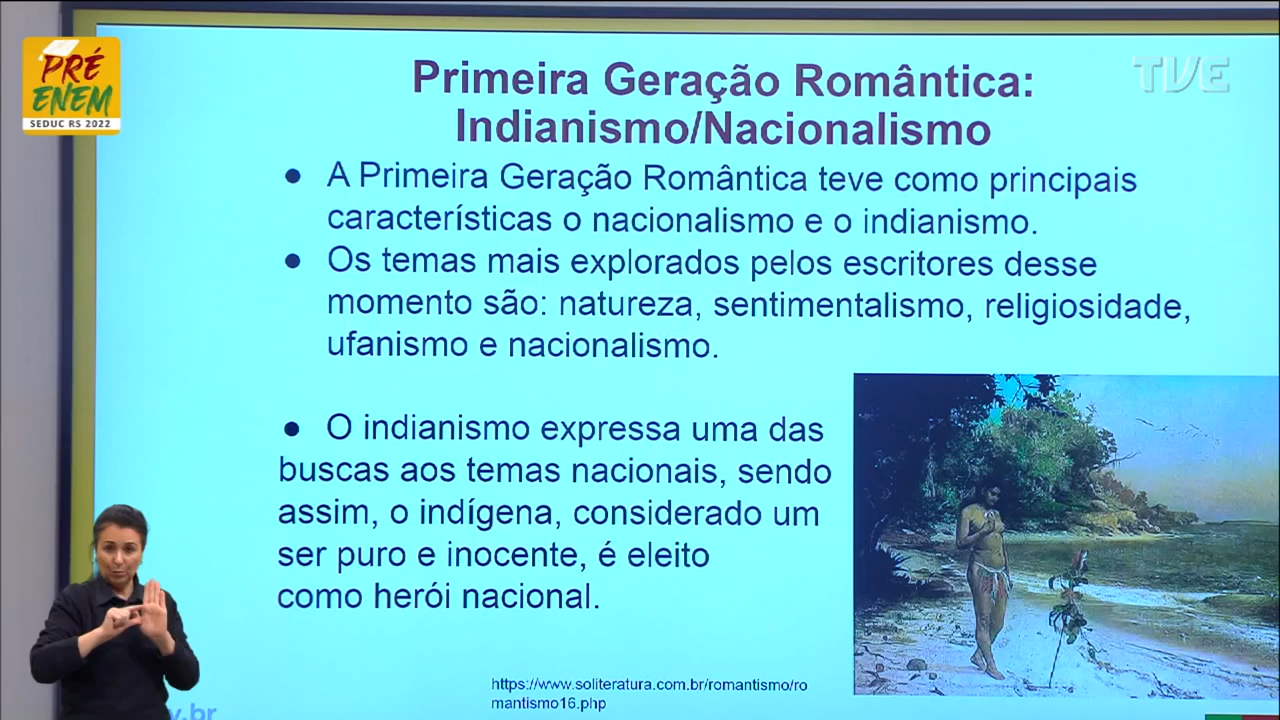 PRÉ
ENEM
SEDUC RS 2022
TVE
Primeira Geração Romântica:
Indianismo/Nacionalismo
● A Primeira Geração Romântica teve como principais
características o nacionalismo e o indianismo.
● Os temas mais explorados pelos escritores desse
momento são: natureza, sentimentalismo, religiosidade,
ufanismo e nacionalismo.
● O indianismo expressa uma das
buscas aos temas nacionais, sendo
assim, o indígena, considerado um
ser puro e inocente, é eleito
como herói nacional.
https://www.soliteratura.com.br/romantismo/ro
mantismo16.php
v.br